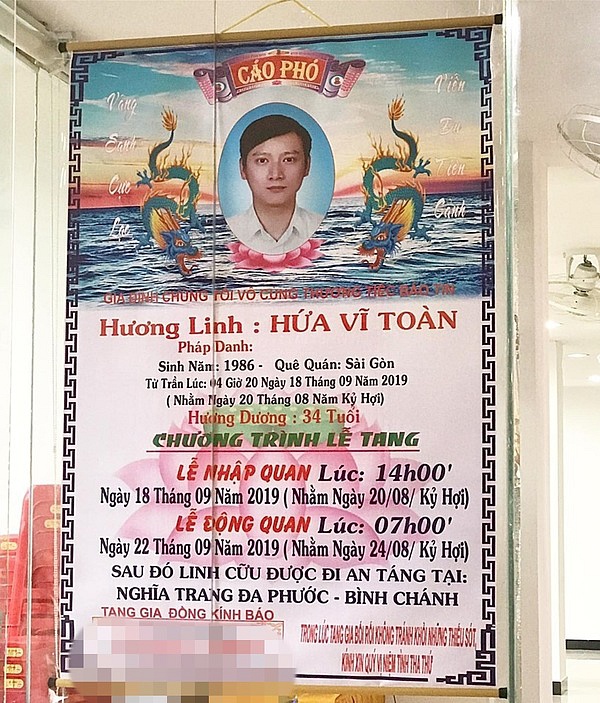 CÁO PHÓ
Vãng
Sanh
Cực
Lạc
Viễn
Du
Tiên
Cảnh
GIA ĐÌNH CHÚNG TÔI VÔ CÙNG THƯƠNG TIẾC BÁO TIN
Hương Linh : HỨA VĨ TOÀN
Pháp Danh:
Sinh Năm: 1986 - Quê Quán: Sài Gòn
Từ Trần Lúc: 04 Giờ 20 Ngày 18 Tháng 09 Năm 2019
( Nhằm Ngày 20 Tháng 08 Năm Kỷ Hợi)
Hưởng Dương : 34 Tuổi
CHƯƠNG TRÌNH LỄ TANG
LỄ NHẬP QUAN Lúc: 14h00'
Ngày 18 Tháng 09 Năm 2019 ( Nhằm Ngày 20/08/ Kỷ Hợi)
LỄ ĐỘNG QUAN Lúc: 07h00'
Ngày 22 Tháng 09 Năm 2019 ( Nhằm Ngày 24/08/ Kỷ Hợi)
SAU ĐÓ LINH CỮU ĐƯỢC ĐI AN TÁNG TẠI:
NGHĨA TRANG ĐA PHƯỚC - BÌNH CHÁNH
TANG GIA ĐỒNG KÍNH BÁO
TRONG LÚC TANG GIA BỐI RỐI KHÔNG TRÁNH KHỎI NHỮNG THIẾU SÓT,
KÍNH XIN QUÝ VỊ NIỆM TÌNH THA THỨ